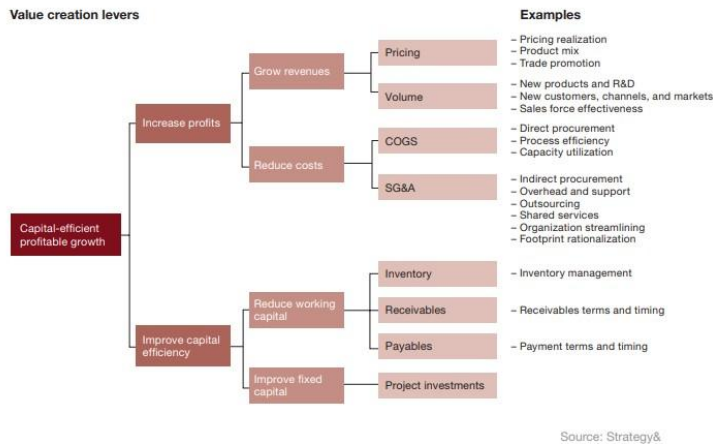 Value creation levers
Examples
Capital-efficient
profitable growth
Increase profits
Grow revenues
Pricing
– Pricing realization
– Product mix
– Trade promotion
Volume
– New products and R&D
– New customers, channels, and markets
– Sales force effectiveness
Reduce costs
COGS
– Direct procurement
– Process efficiency
– Capacity utilization
SG&A
– Indirect procurement
– Overhead and support
– Outsourcing
– Shared services
– Organization streamlining
– Footprint rationalization
Improve capital
efficiency
Reduce working
capital
Inventory
– Inventory management
Receivables
– Receivables terms and timing
Payables
– Payment terms and timing
Improve fixed
capital
Project investments
Source: Strategy&